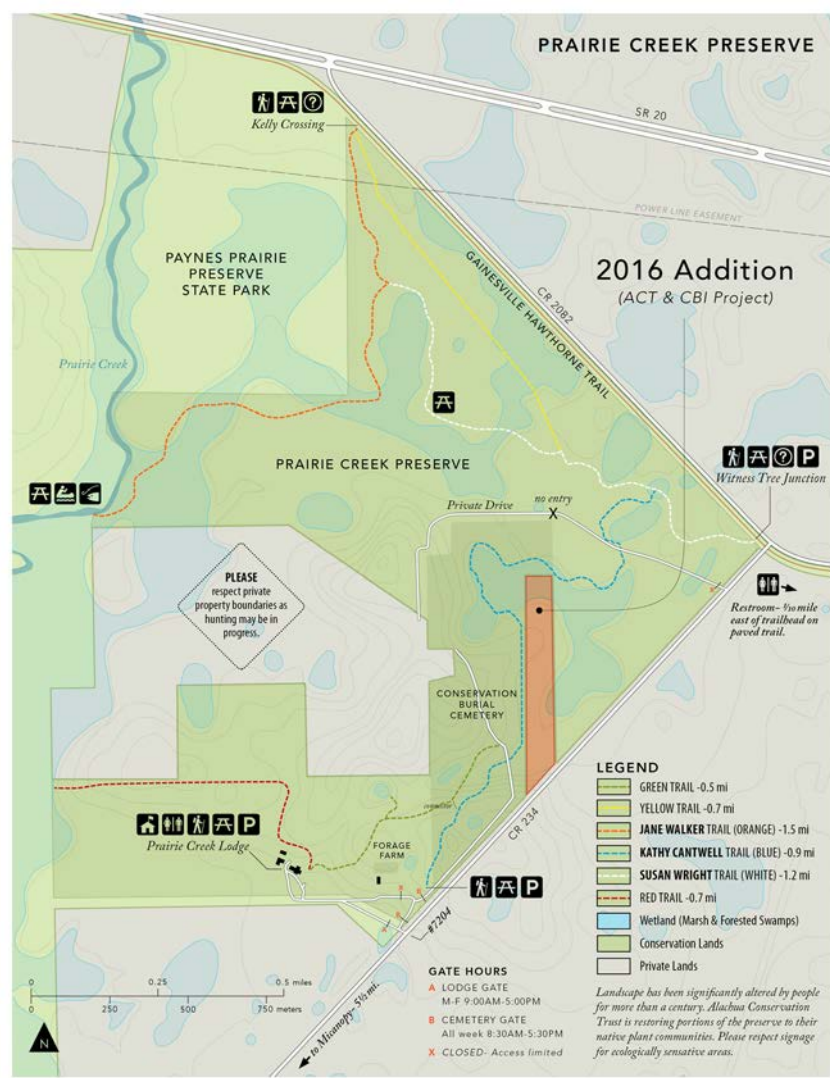 PRAIRIE CREEK PRESERVE
SR 20
Kelly Crossing
POWER LINE EASEMENT
PAYNES PRAIRIE
PRESERVE
STATE PARK
2016 Addition
(ACT & CBI Project)
GAINESVILLE HAWTHORNE TRAIL
CR 2082
Prairie Creek
PRAIRIE CREEK PRESERVE
P
Witness Tree Junction
Private Drive
no entry
X
PLEASE
respect private
property boundaries as
hunting may be in
progress.
Restroom- 9/10 mile
east of trailhead on
paved trail.
CONSERVATION
BURIAL
CEMETERY
CR 234
P
Prairie Creek Lodge
FORAGE
FARM
P
#7204
to Micanopy- 5½ mi.
LEGEND
GREEN TRAIL -0.5 mi
YELLOW TRAIL -0.7 mi
JANE WALKER TRAIL (ORANGE) -1.5 mi
KATHY CANTWELL TRAIL (BLUE) -0.9 mi
SUSAN WRIGHT TRAIL (WHITE) -1.2 mi
RED TRAIL -0.7 mi
Wetland (Marsh & Forested Swamps)
Conservation Lands
Private Lands
Landscape has been significantly altered by people
for more than a century. Alachua Conservation
Trust is restoring portions of the preserve to their
native plant communities. Please respect signage
for ecologically sensative areas.
GATE HOURS
A LODGE GATE
M-F 9:00AM-5:00PM
B CEMETERY GATE
All week 8:30AM-5:30PM
X CLOSED- Access limited
0 0.25 0.5 miles
0 500 750 meters
N